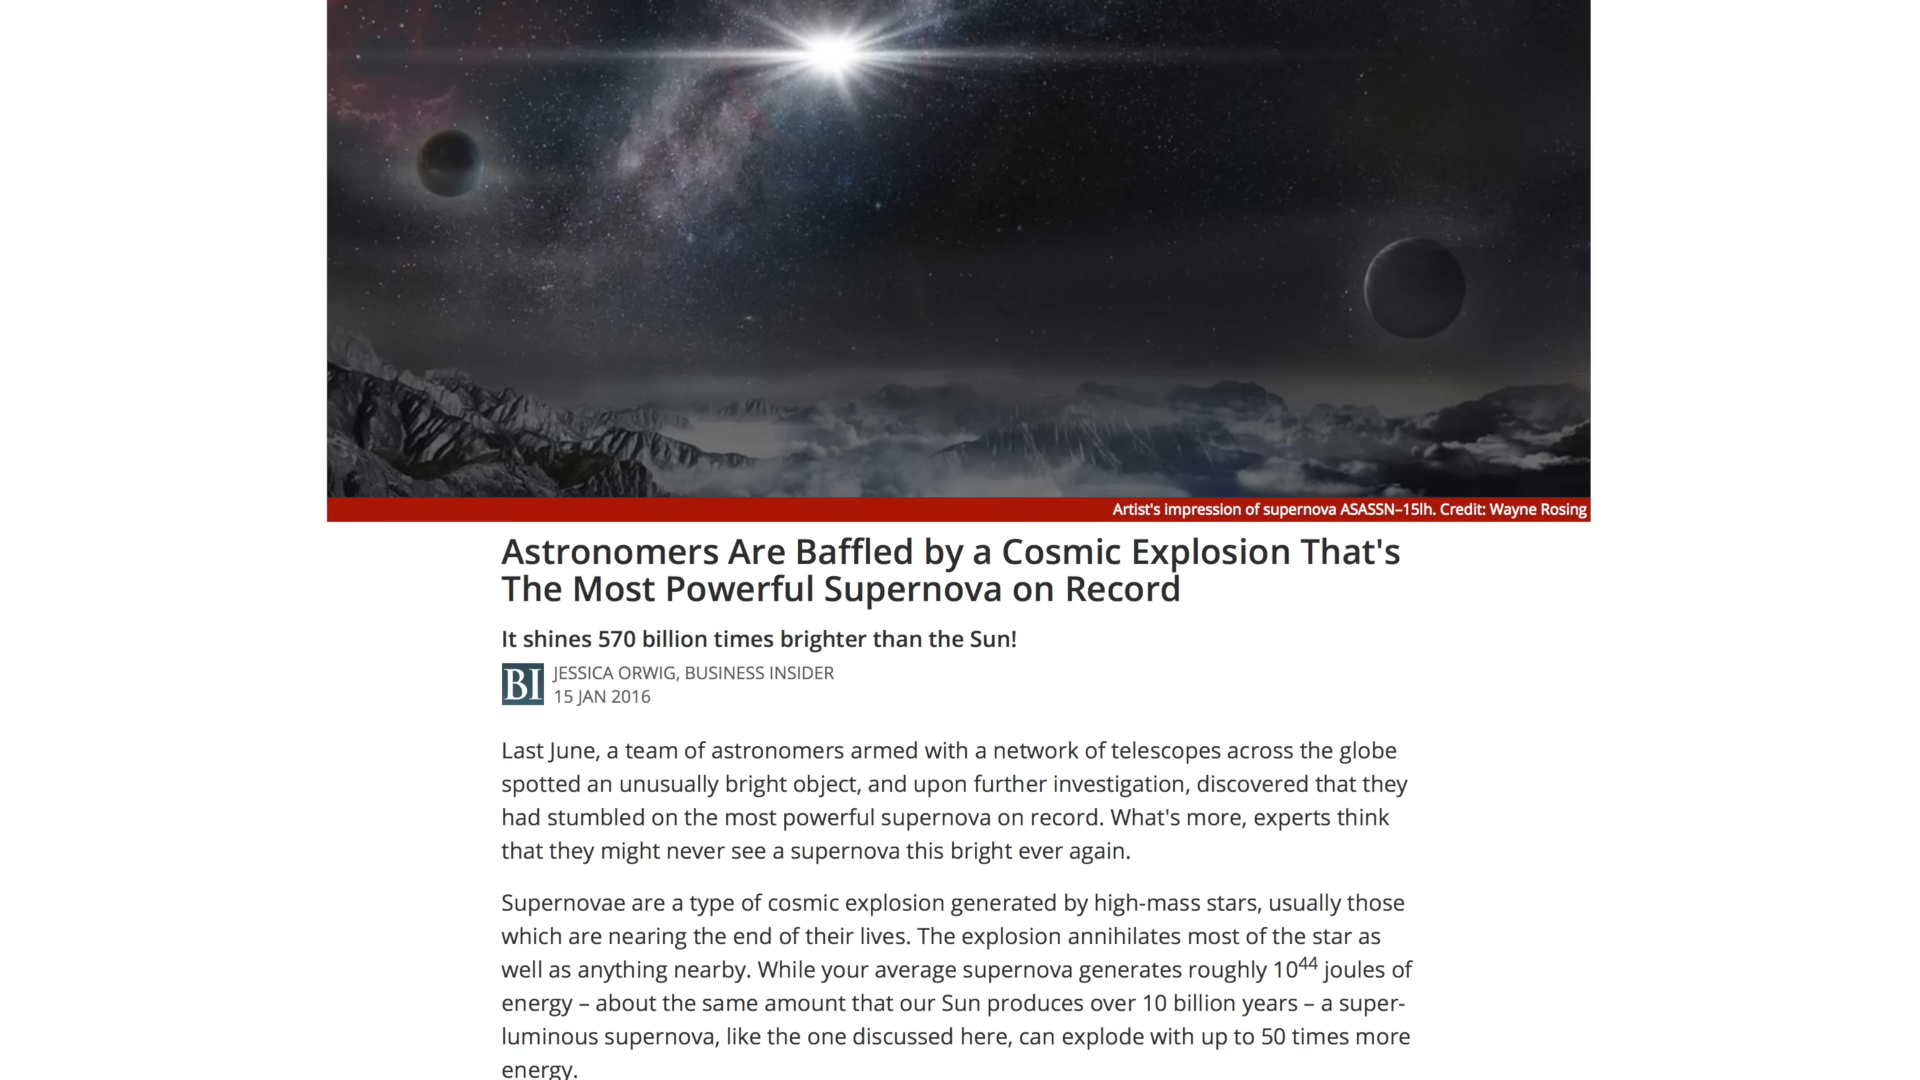 Artist's impression of supernova ASASSN–15lh. Credit: Wayne Rosing
Astronomers Are Baffled by a Cosmic Explosion That's
The Most Powerful Supernova on Record
It shines 570 billion times brighter than the Sun!
BI
JESSICA ORWIG, BUSINESS INSIDER
15 JAN 2016
Last June, a team of astronomers armed with a network of telescopes across the globe
spotted an unusually bright object, and upon further investigation, discovered that they
had stumbled on the most powerful supernova on record. What's more, experts think
that they might never see a supernova this bright ever again.
Supernovae are a type of cosmic explosion generated by high-mass stars, usually those
which are nearing the end of their lives. The explosion annihilates most of the star as
well as anything nearby. While your average supernova generates roughly 10⁴⁴ joules of
energy – about the same amount that our Sun produces over 10 billion years – a super-
luminous supernova, like the one discussed here, can explode with up to 50 times more
energy.